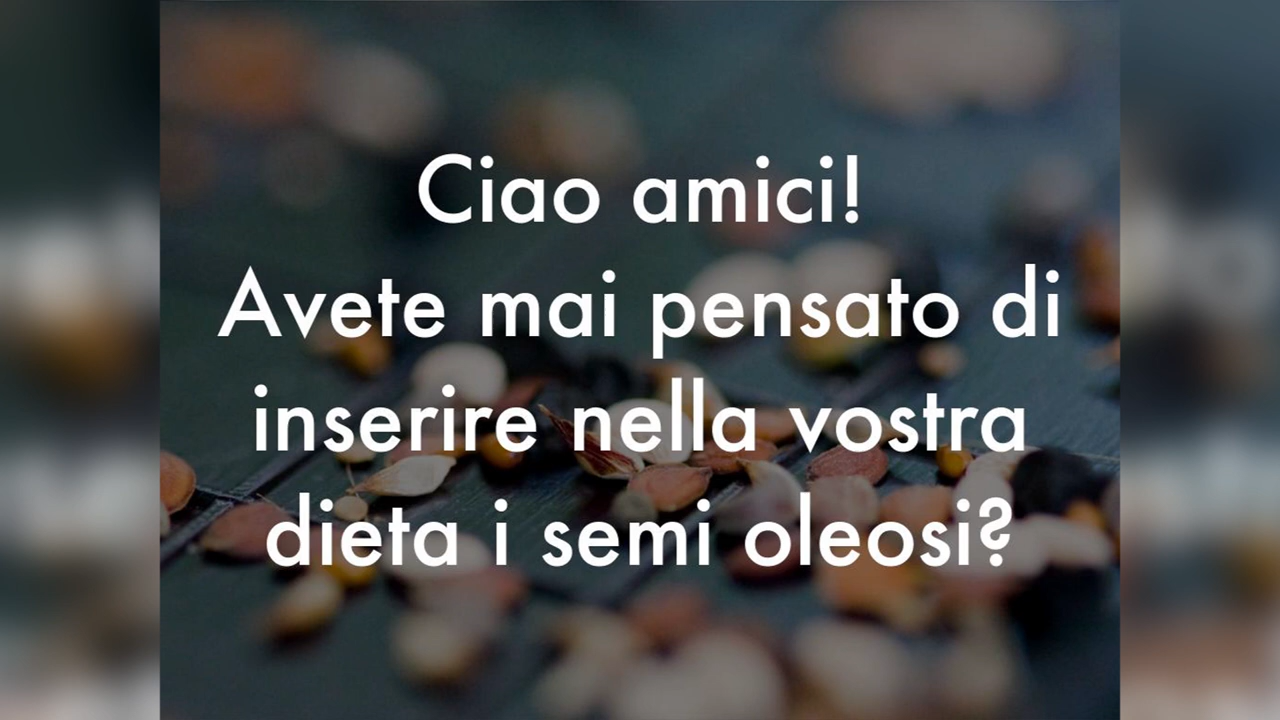 Ciao amici!
Avete mai pensato di
inserire nella vostra
dieta i semi oleosi?